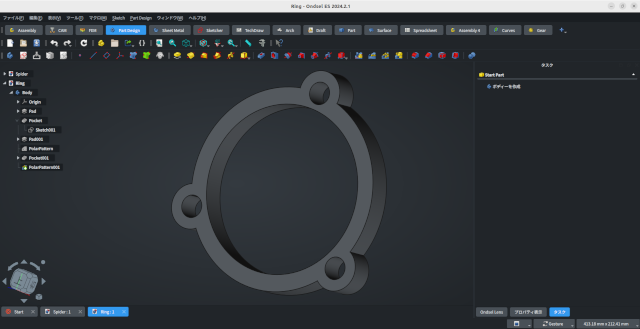 Ring - Ondsel ES 2024.2.1
ファイル(F) 編集(E) 表示(V) ツール(T) マクロ(M) Sketch Part Design ウィンドウ(W) ヘルプ(H)
Assembly CAM FEM Part Design Sheet Metal Sketcher TechDraw Arch Draft Part Surface Spreadsheet Assembly 4 Curves Gear
タスク
Spider
Ring
Body
Origin
Pad
Pocket
Sketch001
Pad001
PolarPattern
Pocket001
PolarPattern001
Start Part
ボディーを作成
Start Spider : 1 Ring : 1
Ondsel Lens プロパティ表示 タスク
Gesture 423.18 mm x 212.41 mm